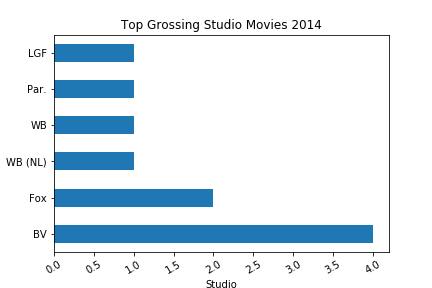 Top Grossing Studio Movies 2014
LGF
Par.
WB
WB (NL)
Fox
BV
0.0 0.5 1.0 1.5 2.0 2.5 3.0 3.5 4.0
Studio